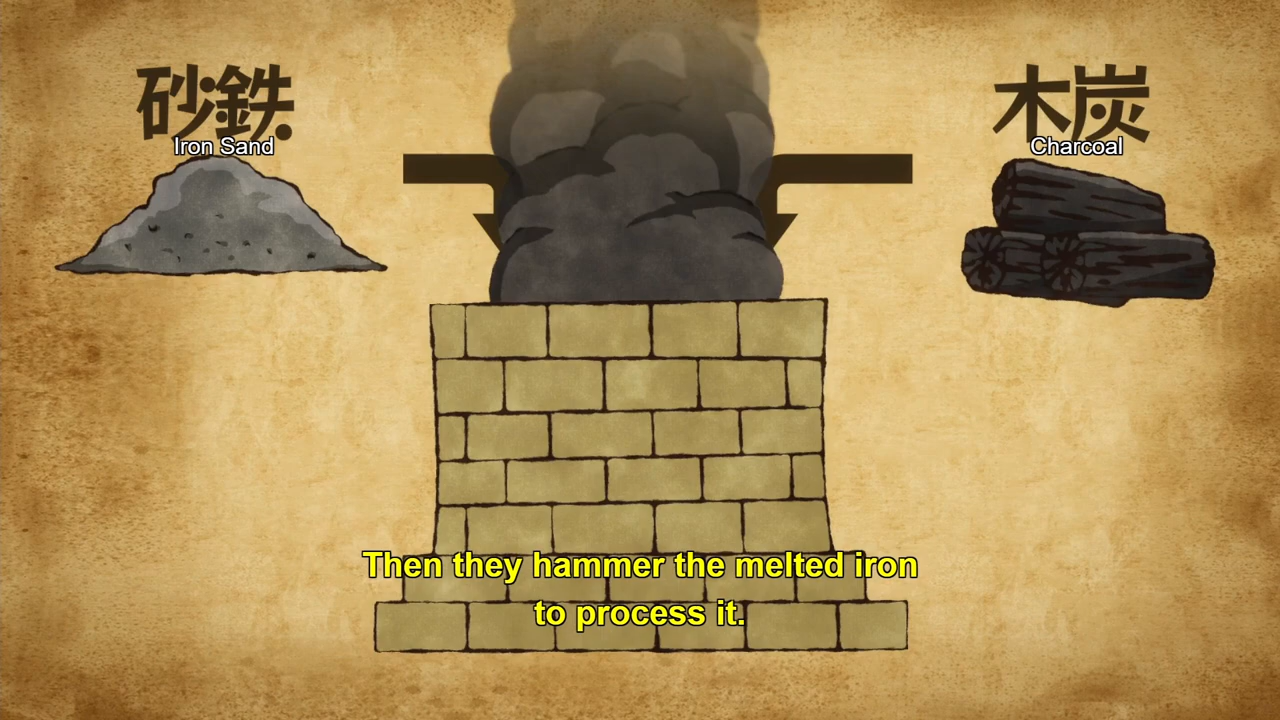 砂鉄
Iron Sand
木炭
Charcoal
Then they hammer the melted iron
to process it.